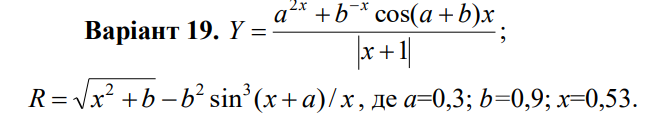 Варіант 19. Y = (a^{2x} + b^{-x} cos(a + b)x) / |x + 1| ;
R = √(x² + b) − b² sin³(x + a) / x , де a=0,3; b=0,9; x=0,53.